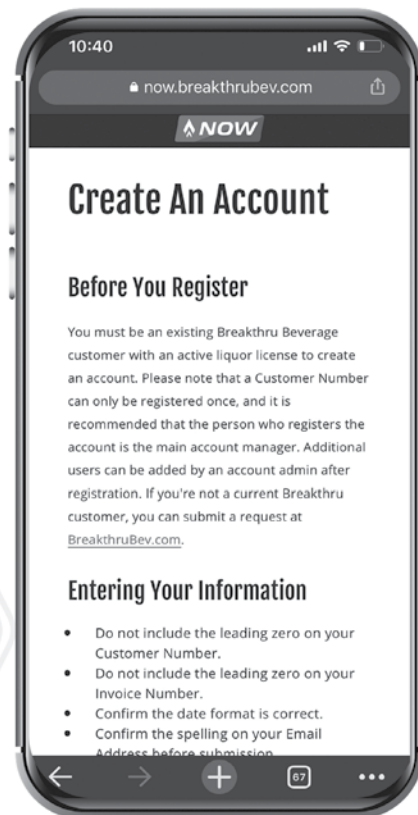 10:40
now.breakthrubev.com
NOW
Create An Account
Before You Register
You must be an existing Breakthru Beverage
customer with an active liquor license to create
an account. Please note that a Customer Number
can only be registered once, and it is
recommended that the person who registers the
account is the main account manager. Additional
users can be added by an account admin after
registration. If you're not a current Breakthru
customer, you can submit a request at
BreakthruBev.com.
Entering Your Information
• Do not include the leading zero on your
Customer Number.
• Do not include the leading zero on your
Invoice Number.
• Confirm the date format is correct.
• Confirm the spelling on your Email
Address before submission
67